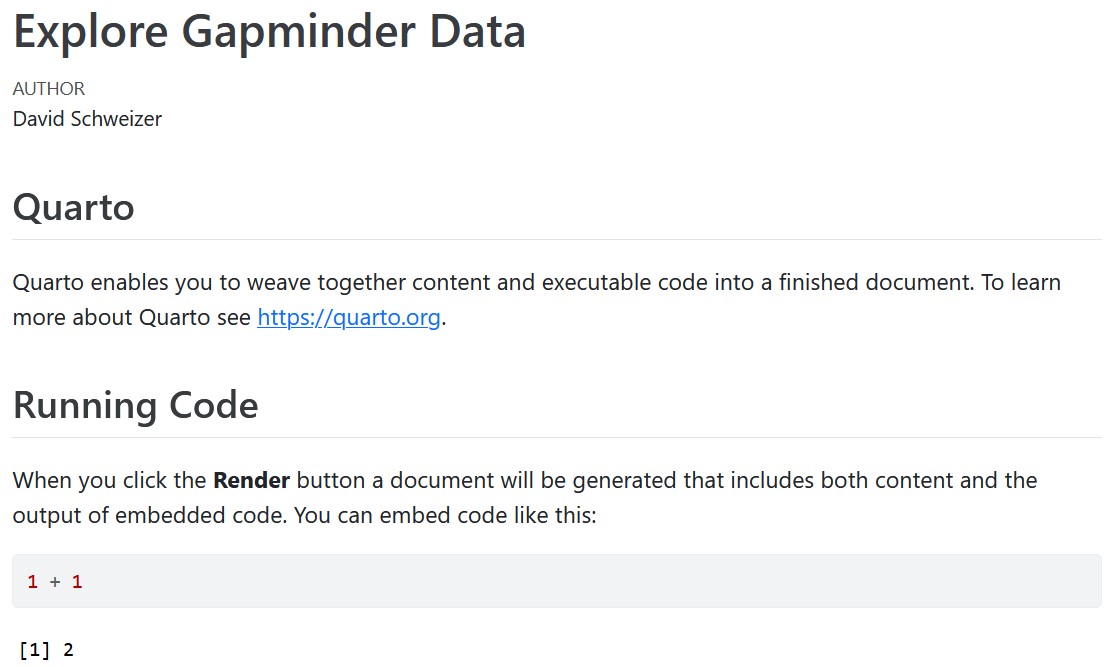 Explore Gapminder Data
AUTHOR
David Schweizer
Quarto
Quarto enables you to weave together content and executable code into a finished document. To learn
more about Quarto see https://quarto.org.
Running Code
When you click the Render button a document will be generated that includes both content and the
output of embedded code. You can embed code like this:
1 + 1
[1] 2